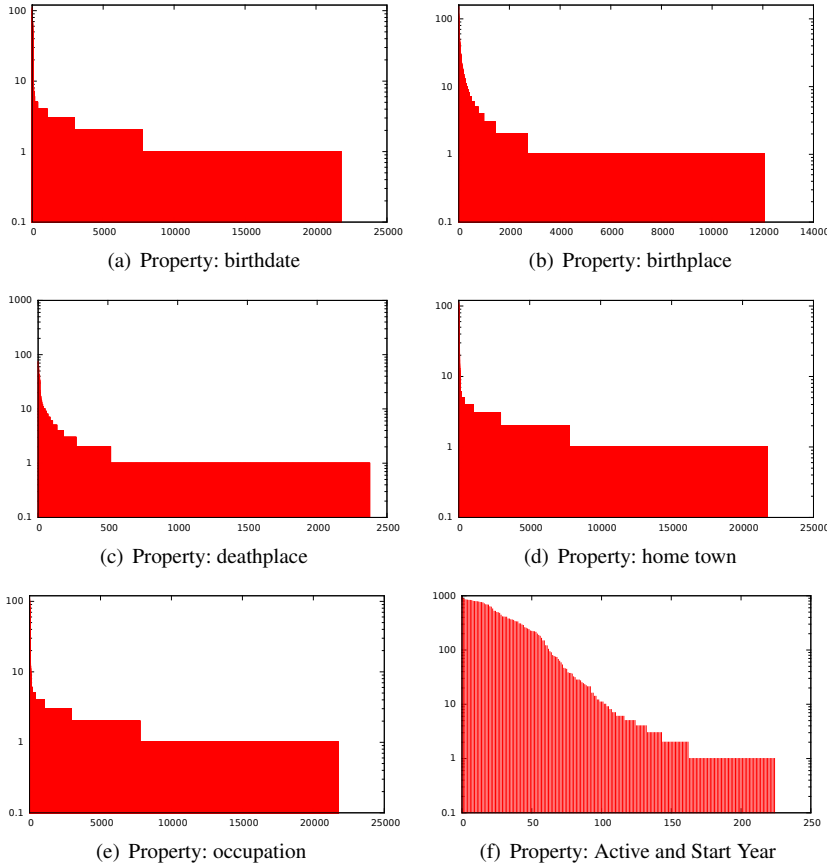 100
10
1
0.1
0 5000 10000 15000 20000 25000
(a) Property: birthdate
100
10
1
0.1
0 2000 4000 6000 8000 10000 12000 14000
(b) Property: birthplace
1000
100
10
1
0.1
0 500 1000 1500 2000 2500
(c) Property: deathplace
100
10
1
0.1
0 5000 10000 15000 20000 25000
(d) Property: home town
100
10
1
0.1
0 5000 10000 15000 20000 25000
(e) Property: occupation
1000
100
10
1
0.1
0 50 100 150 200 250
(f) Property: Active and Start Year